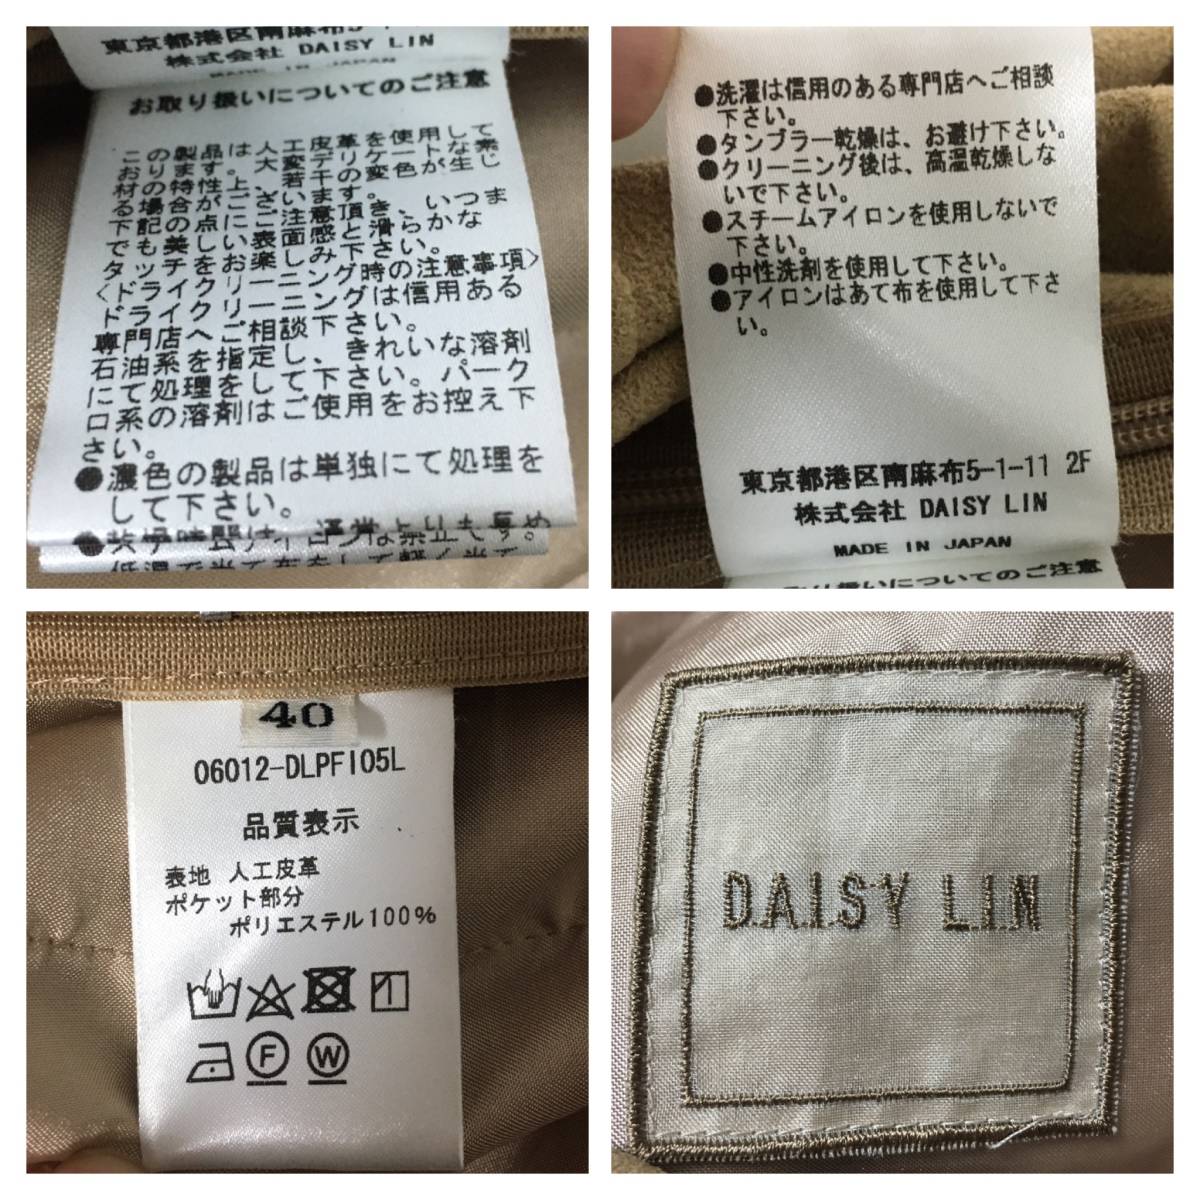 東京都港区南麻布5-1
株式会社 DAISY LIN
MADE IN JAPAN
お取り扱いについてのご注意
この製品は人工皮革を使用して
おります。大変デリケートな素
材の特性上、若干の変色が生じ
る場合がございます。
下記の点にご注意頂き、いつま
でも美しい表面感と滑らかな
タッチをお楽しみ下さい。
〈ドライクリーニング時の注意事項〉
ドライクリーニングは信用ある
専門店へご相談下さい。
石油系を指定し、きれいな溶剤
にて処理をして下さい。パーク
ロ系の溶剤はご使用をお控え下
さい。
●濃色の製品は単独にて処理を
して下さい。
●洗濯は信用のある専門店へご相談
下さい。
●タンブラー乾燥は、お避け下さい。
●クリーニング後は、高温乾燥しな
いで下さい。
●スチームアイロンを使用しないで
下さい。
●中性洗剤を使用して下さい。
●アイロンはあて布を使用して下さ
い。
東京都港区南麻布5-1-11 2F
株式会社 DAISY LIN
MADE IN JAPAN
お取り扱いについてのご注意
40
06012-DLPFI05L
品質表示
表地 人工皮革
ポケット部分
ポリエステル100%
F W
DAISY LIN